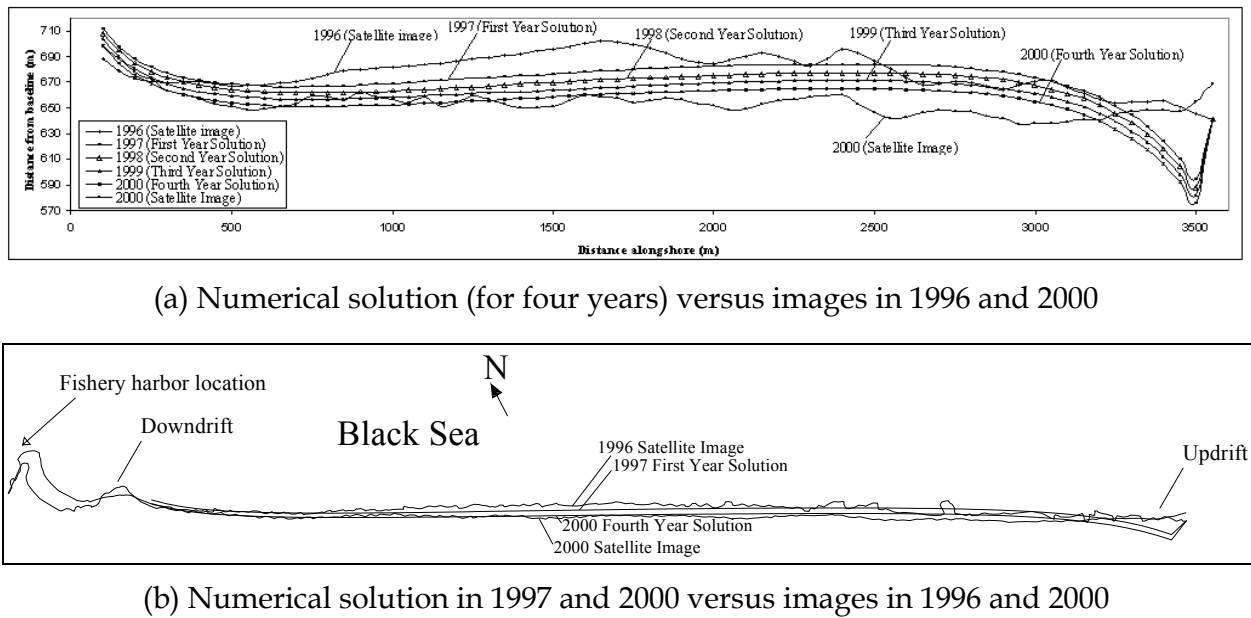 710
690
670
650
630
610
590
570
Distance from baseline (m)
1996 (Satellite image)
1997 (First Year Solution)
1998 (Second Year Solution)
1999 (Third Year Solution)
2000 (Fourth Year Solution)
2000 (Satellite Image)
1996 (Satellite image)
1997 (First Year Solution)
1998 (Second Year Solution)
1999 (Third Year Solution)
2000 (Fourth Year Solution)
2000 (Satellite Image)
0 500 1000 1500 2000 2500 3000 3500
Distance alongshore (m)
(a) Numerical solution (for four years) versus images in 1996 and 2000
N
Fishery harbor location
Downdrift
Black Sea
1996 Satellite Image
1997 First Year Solution
Updrift
2000 Fourth Year Solution
2000 Satellite Image
(b) Numerical solution in 1997 and 2000 versus images in 1996 and 2000